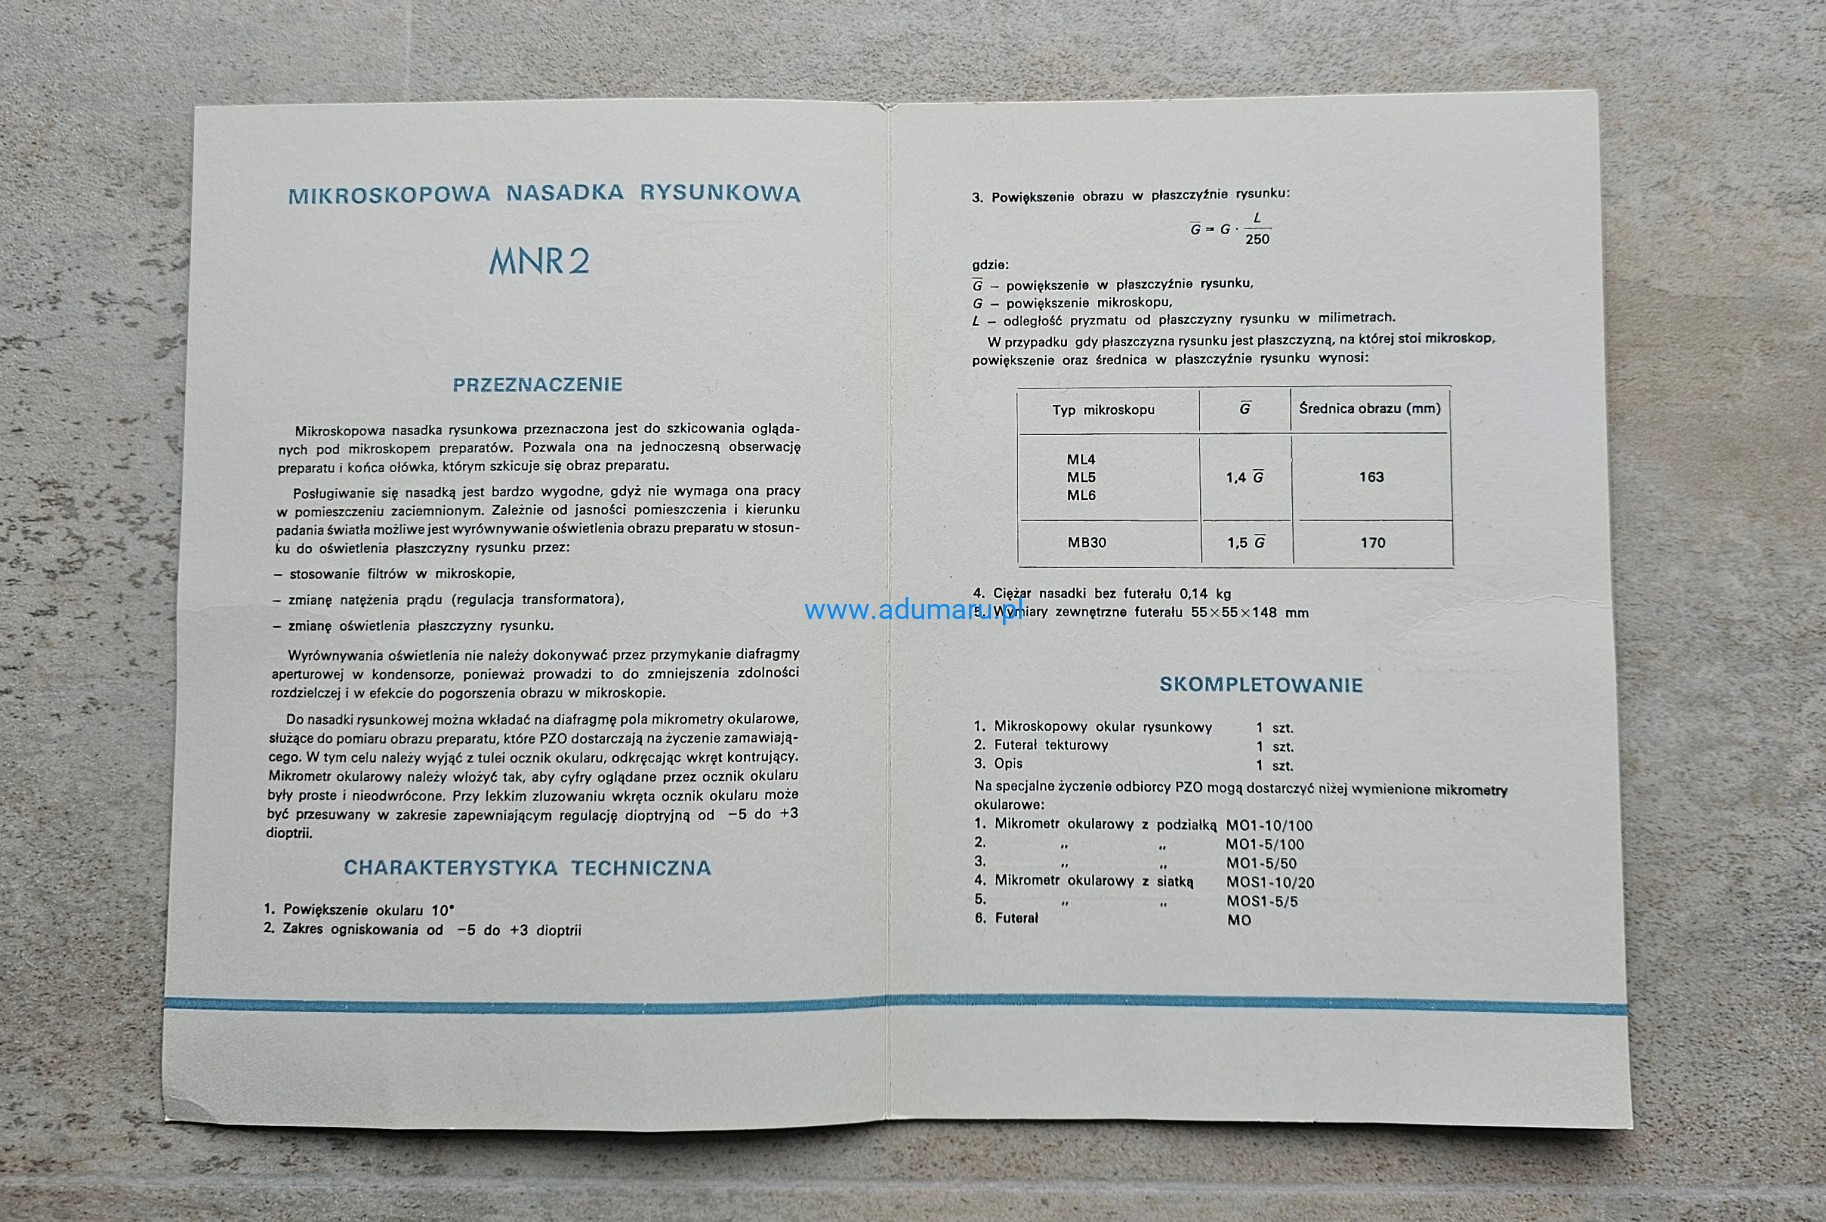 MIKROSKOPOWA NASADKA RYSUNKOWA
MNR2
PRZEZNACZENIE
Mikroskopowa nasadka rysunkowa przeznaczona jest do szkicowania ogląda-
nych pod mikroskopem preparatów. Pozwala ona na jednoczesną obserwację
preparatu i końca ołówka, którym szkicuje się obraz preparatu.
Posługiwanie się nasadką jest bardzo wygodne, gdyż nie wymaga ona pracy
w pomieszczeniu zaciemnionym. Zależnie od jasności pomieszczenia i kierunku
padania światła możliwe jest wyrównywanie oświetlenia obrazu preparatu w stosun-
ku do oświetlenia płaszczyzny rysunku przez:
– stosowanie filtrów w mikroskopie,
– zmianę natężenia prądu (regulacja transformatora),
– zmianę oświetlenia płaszczyzny rysunku.
Wyrównywania oświetlenia nie należy dokonywać przez przymykanie diafragmy
aperturowej w kondensorze, ponieważ prowadzi to do zmniejszenia zdolności
rozdzielczej i w efekcie do pogorszenia obrazu w mikroskopie.
Do nasadki rysunkowej można wkładać na diafragmę pola mikrometry okularowe,
służące do pomiaru obrazu preparatu, które PZO dostarczają na życzenie zamawiają-
cego. W tym celu należy wyjąć z tulei ocznik okularu, odkręcając wkręt kontrujący.
Mikrometr okularowy należy włożyć tak, aby cyfry oglądane przez ocznik okularu
były proste i nieodwrócone. Przy lekkim zluzowaniu wkręta ocznik okularu może
być przesuwany w zakresie zapewniającym regulację dioptryjną od −5 do +3
dioptrii.
CHARAKTERYSTYKA TECHNICZNA
1. Powiększenie okularu 10ˣ
2. Zakres ogniskowania od −5 do +3 dioptrii
3. Powiększenie obrazu w płaszczyźnie rysunku:
G̅ = G · L
250
gdzie:
G̅ – powiększenie w płaszczyźnie rysunku,
G – powiększenie mikroskopu,
L – odległość pryzmatu od płaszczyzny rysunku w milimetrach.
W przypadku gdy płaszczyzna rysunku jest płaszczyzną, na której stoi mikroskop,
powiększenie oraz średnica w płaszczyźnie rysunku wynosi:
Typ mikroskopu G̅ Średnica obrazu (mm)
ML4
ML5 1,4 G̅ 163
ML6
MB30 1,5 G̅ 170
4. Ciężar nasadki bez futerału 0,14 kg
5. Wymiary zewnętrzne futerału 55×55×148 mm
www.adumaru.pl
SKOMPLETOWANIE
1. Mikroskopowy okular rysunkowy 1 szt.
2. Futerał tekturowy 1 szt.
3. Opis 1 szt.
Na specjalne życzenie odbiorcy PZO mogą dostarczyć niżej wymienione mikrometry
okularowe:
1. Mikrometr okularowy z podziałką MO1-10/100
2. „ „ MO1-5/100
3. „ „ MO1-5/50
4. Mikrometr okularowy z siatką MOS1-10/20
5. „ „ MOS1-5/5
6. Futerał MO